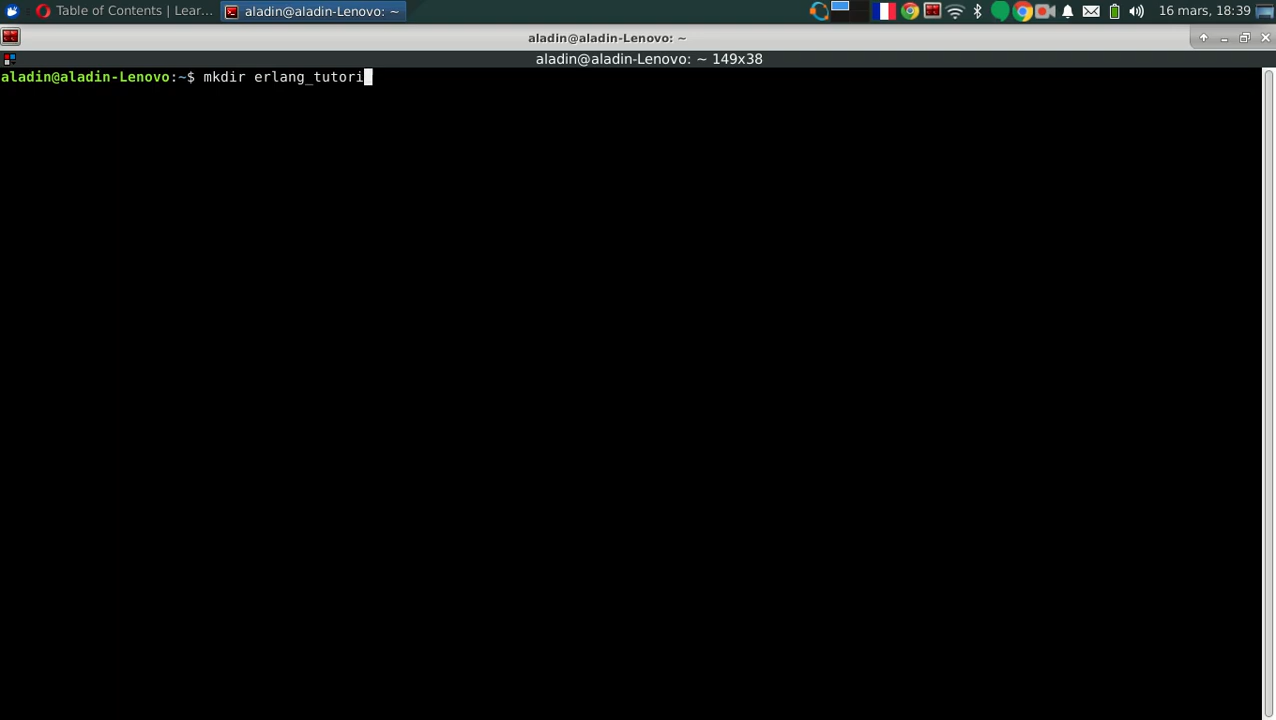 Table of Contents | Lear...
aladin@aladin-Lenovo: ~
16 mars, 18:39
aladin@aladin-Lenovo: ~
aladin@aladin-Lenovo: ~ 149x38
aladin@aladin-Lenovo:~$ mkdir erlang_tutori